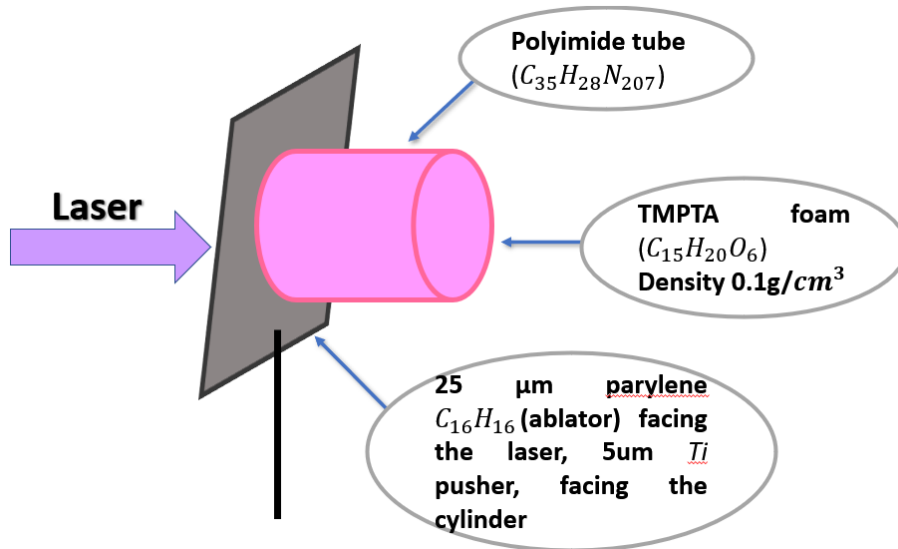 Polyimide tube
(C₃₅H₂₈N₂₀₇)
Laser
TMPTA foam
(C₁₅H₂₀O₆)
Density 0.1g/cm³
25 µm parylene
C₁₆H₁₆(ablator) facing
the laser, 5um Ti
pusher, facing the
cylinder